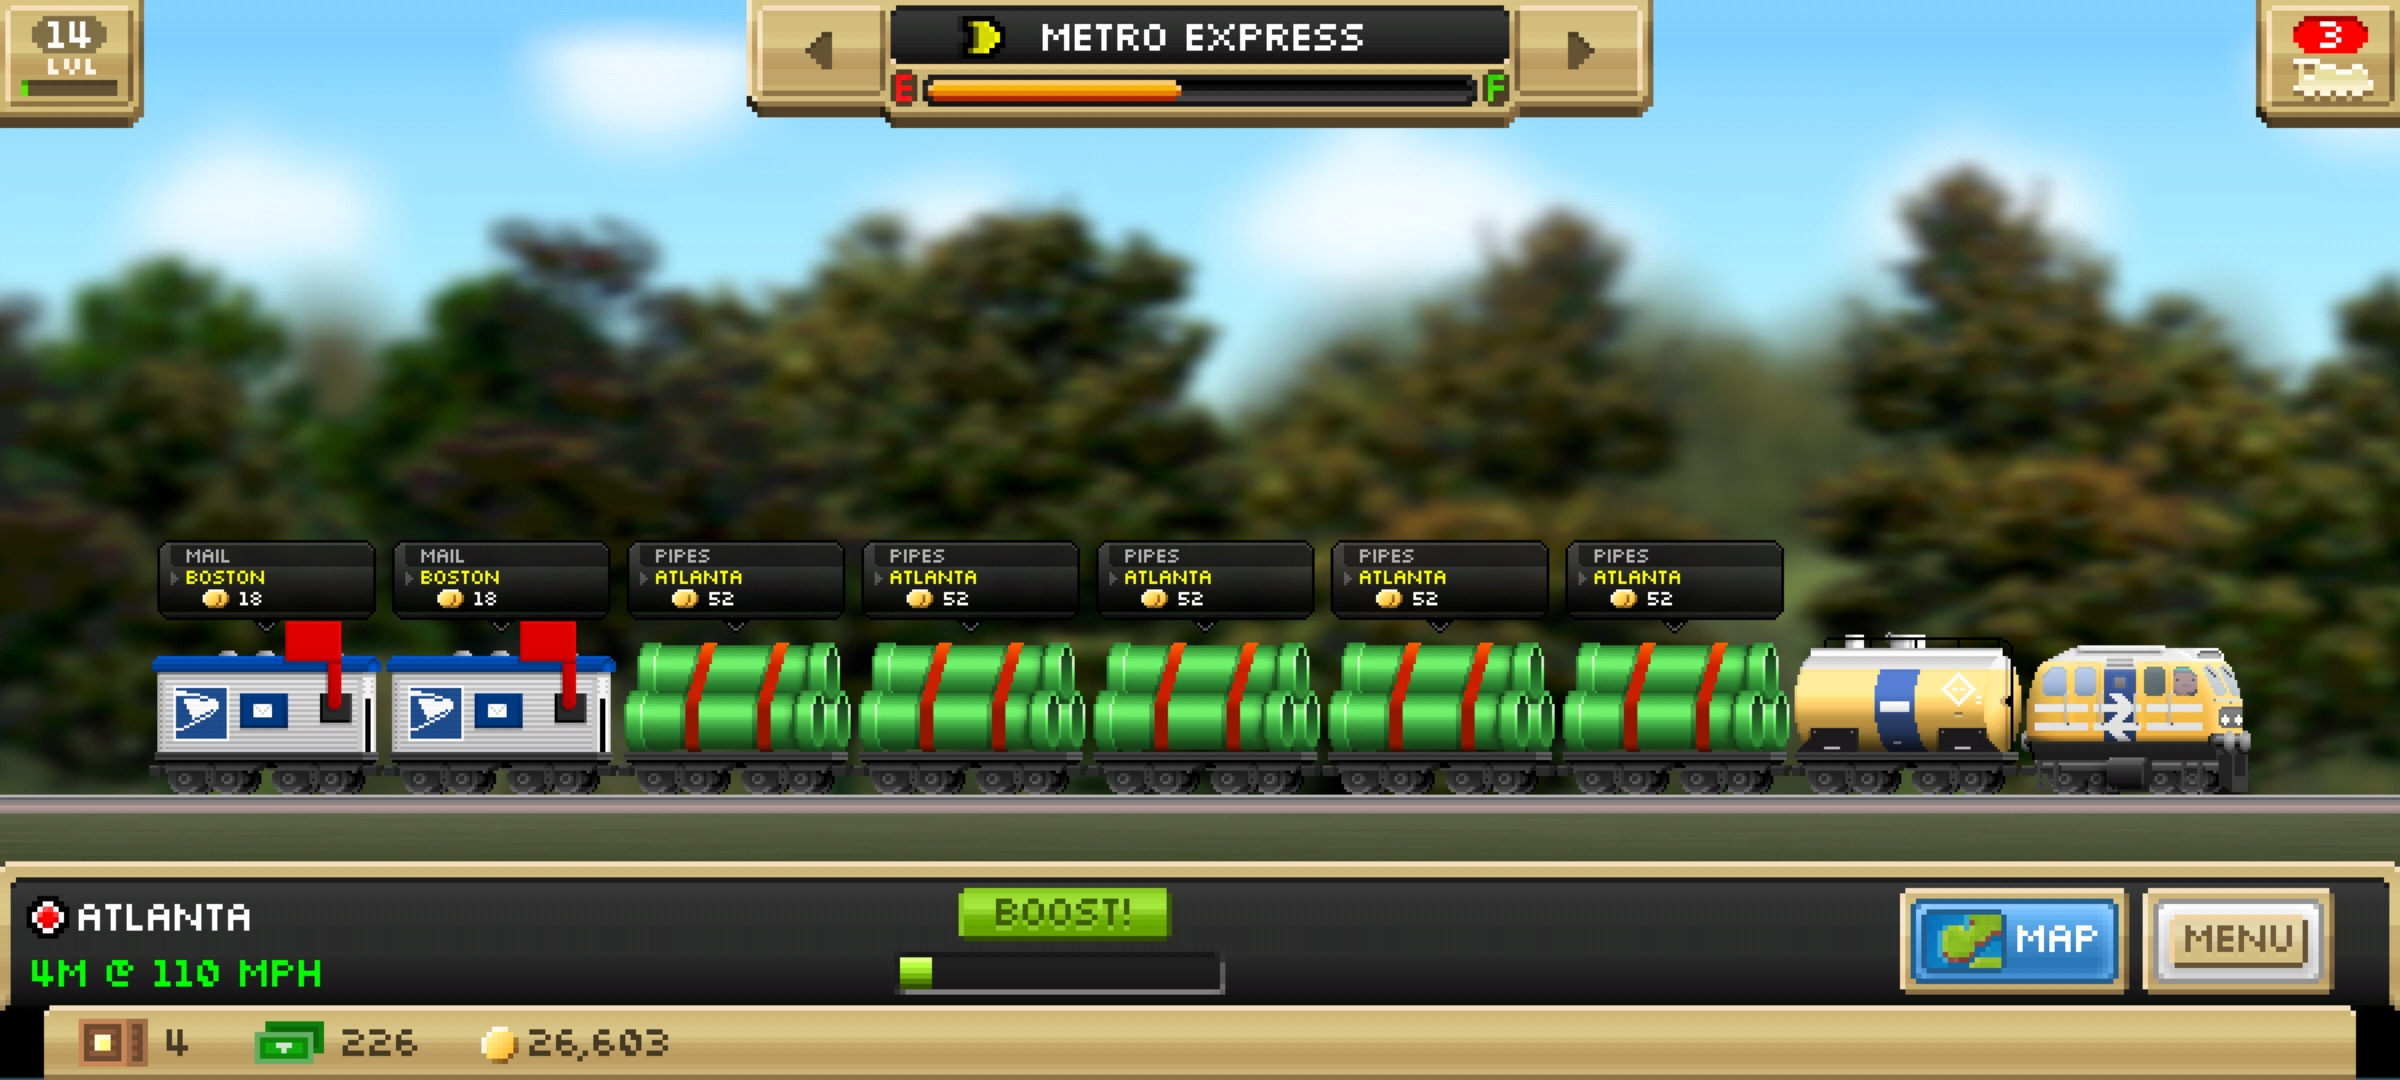 14
LVL
METRO EXPRESS
E
F
3
MAIL
BOSTON
18
MAIL
BOSTON
18
PIPES
ATLANTA
52
PIPES
ATLANTA
52
PIPES
ATLANTA
52
PIPES
ATLANTA
52
PIPES
ATLANTA
52
ATLANTA
4M @ 110 MPH
BOOST!
MAP
MENU
4
226
26,603